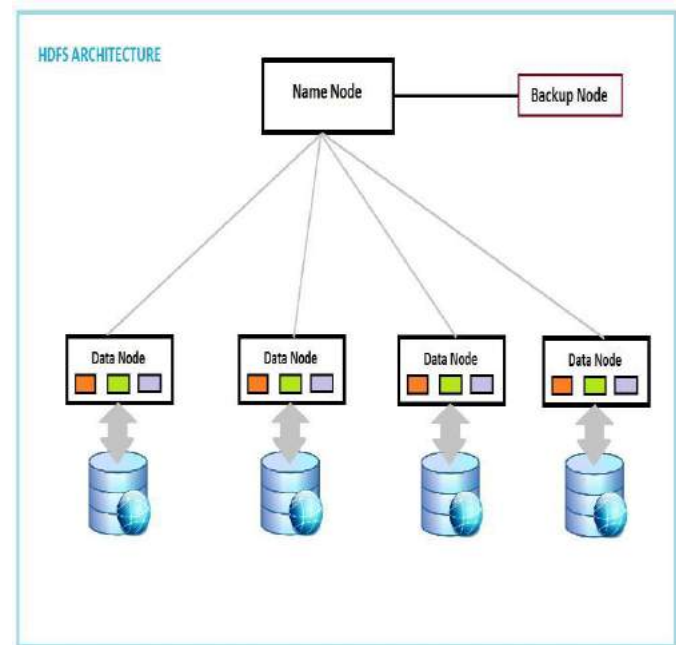 HDFS ARCHITECTURE
Name Node
Backup Node
Data Node
Data Node
Data Node
Data Node